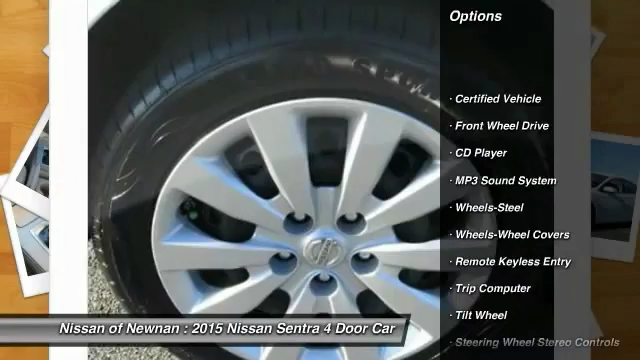 Options
· Certified Vehicle
· Front Wheel Drive
· CD Player
· MP3 Sound System
· Wheels-Steel
· Wheels-Wheel Covers
· Remote Keyless Entry
· Trip Computer
· Tilt Wheel
· Steering Wheel Stereo Controls
Nissan of Newnan : 2015 Nissan Sentra 4 Door Car